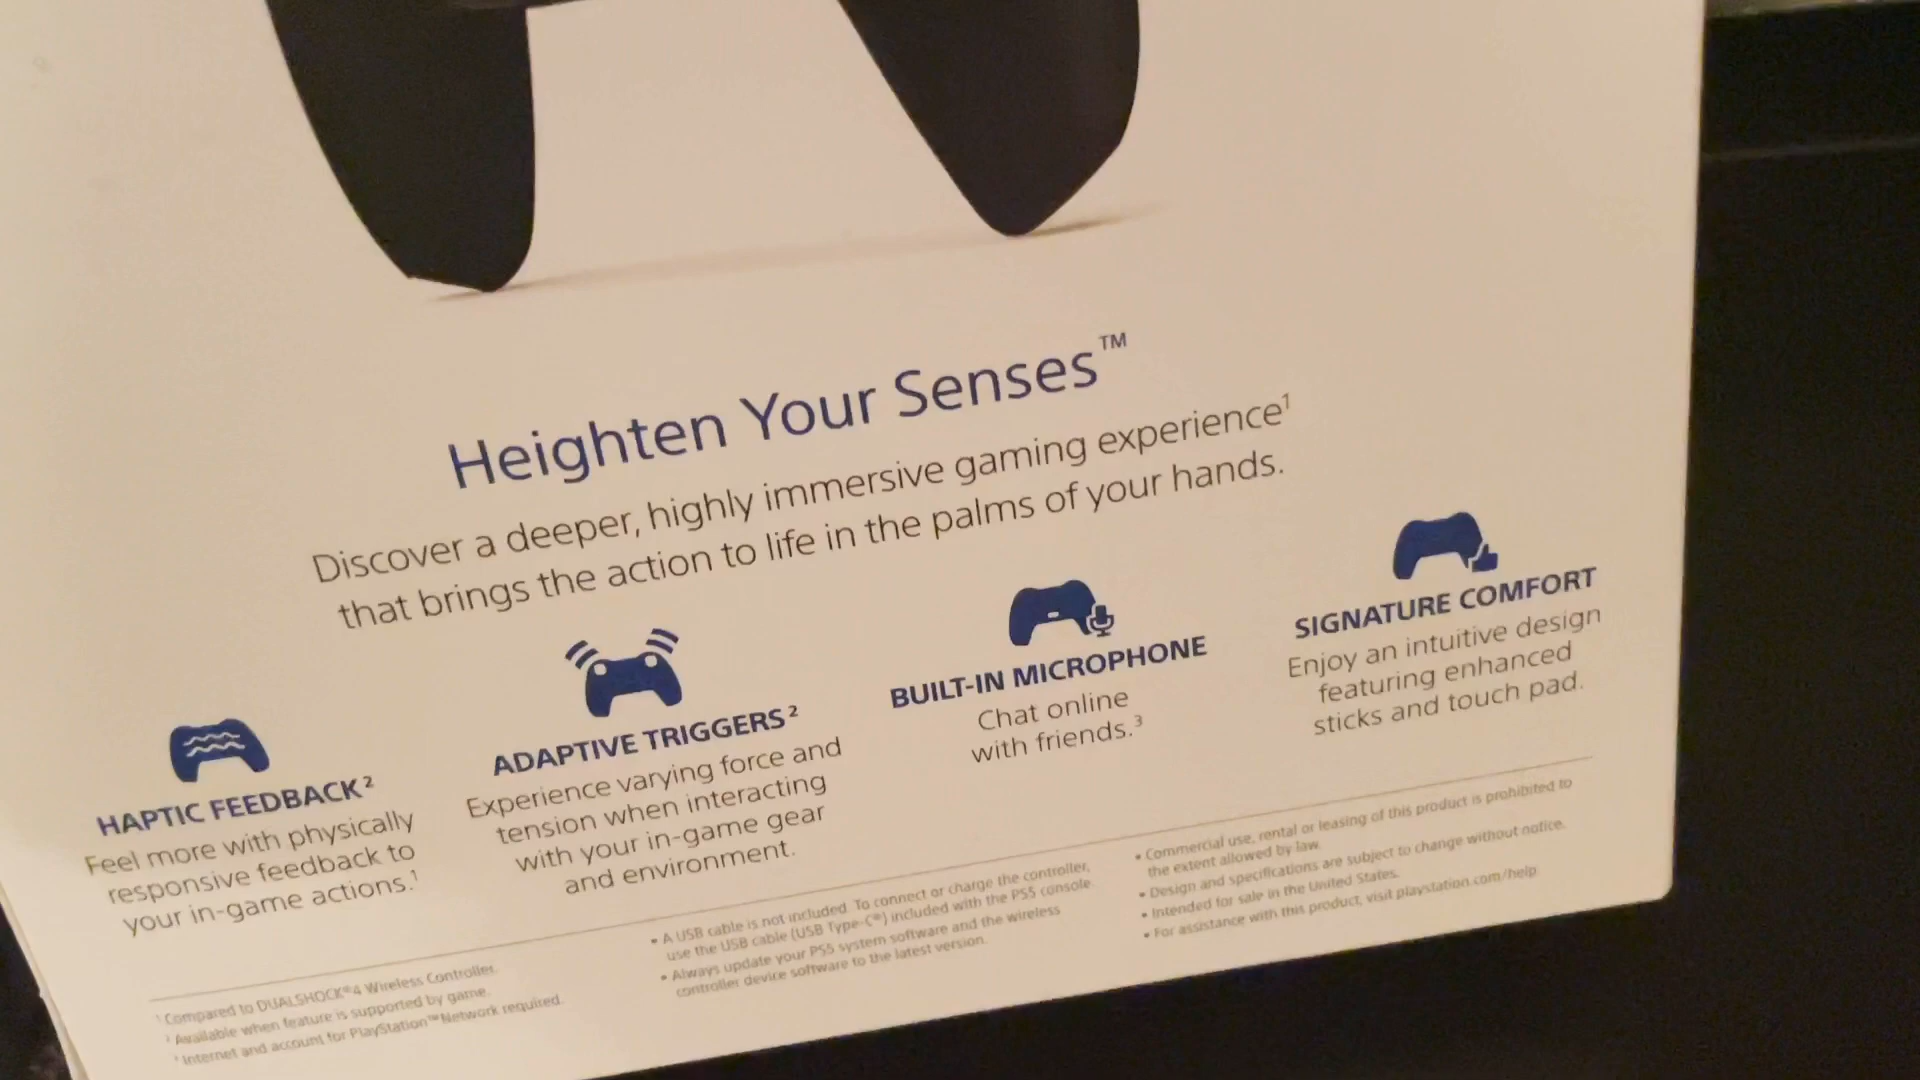 Heighten Your Senses™
Discover a deeper, highly immersive gaming experience¹
that brings the action to life in the palms of your hands.
HAPTIC FEEDBACK²
Feel more with physically
responsive feedback to
your in-game actions.¹
ADAPTIVE TRIGGERS²
Experience varying force and
tension when interacting
with your in-game gear
and environment.
BUILT-IN MICROPHONE
Chat online
with friends.³
SIGNATURE COMFORT
Enjoy an intuitive design
featuring enhanced
sticks and touch pad.
¹ Compared to DUALSHOCK®4 Wireless Controller.
² Available when feature is supported by game.
³ Internet and account for PlayStation™Network required.
• A USB cable is not included. To connect or charge the controller,
use the USB cable (USB Type-C®) included with the PS5 console.
• Always update your PS5 system software and the wireless
controller device software to the latest version.
• Commercial use, rental or leasing of this product is prohibited to
the extent allowed by law.
• Design and specifications are subject to change without notice.
• Intended for sale in the United States.
• For assistance with this product, visit playstation.com/help